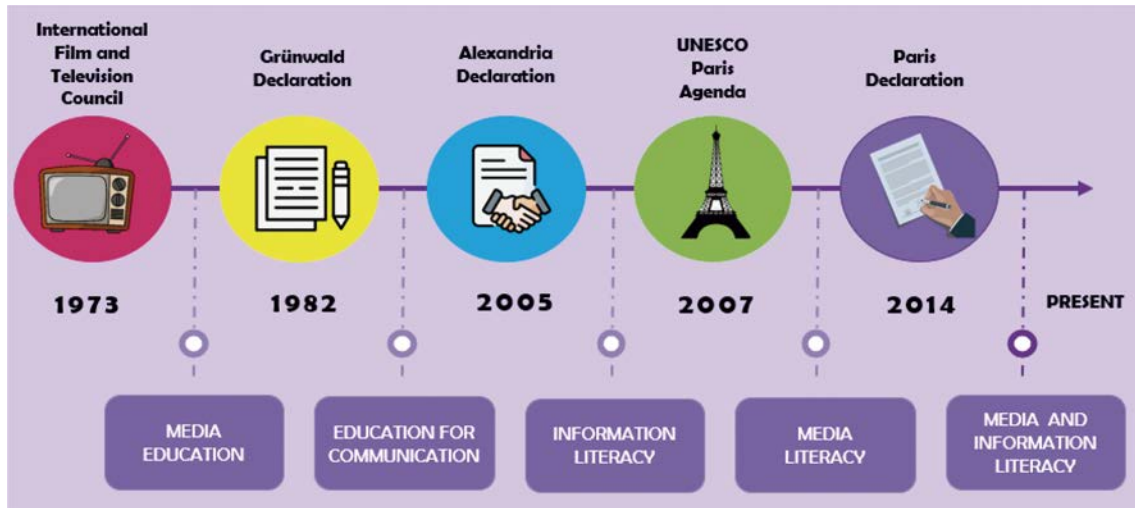 International
Film and
Television
Council
Grünwald
Declaration
Alexandria
Declaration
UNESCO
Paris
Agenda
Paris
Declaration
1973
1982
2005
2007
2014
PRESENT
MEDIA
EDUCATION
EDUCATION FOR
COMMUNICATION
INFORMATION
LITERACY
MEDIA
LITERACY
MEDIA AND
INFORMATION
LITERACY